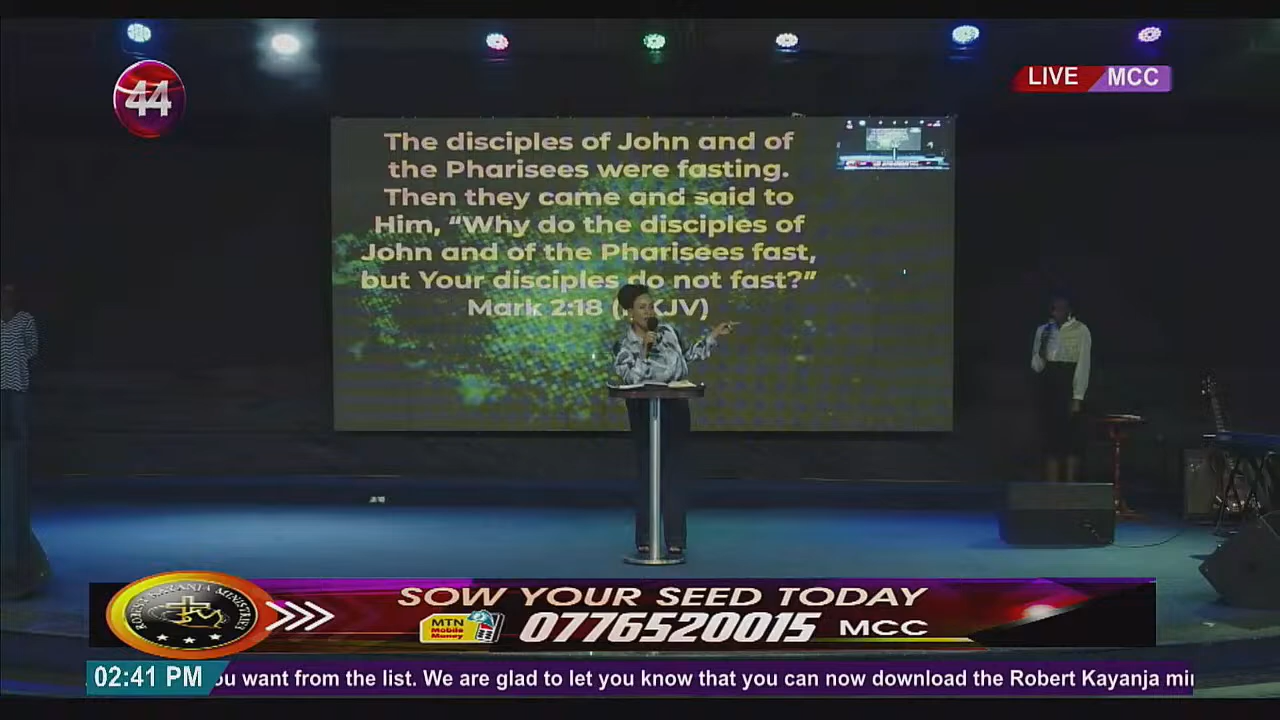 44
LIVE MCC
The disciples of John and of
the Pharisees were fasting.
Then they came and said to
Him, “Why do the disciples of
John and of the Pharisees fast,
but Your disciples do not fast?”
Mark 2:18
ROBERT KAYANJA MINISTRY
SOW YOUR SEED TODAY
MTN
Mobile
Money
0776520015 MCC
02:41 PM
want from the list. We are glad to let you know that you can now download the Robert Kayanja